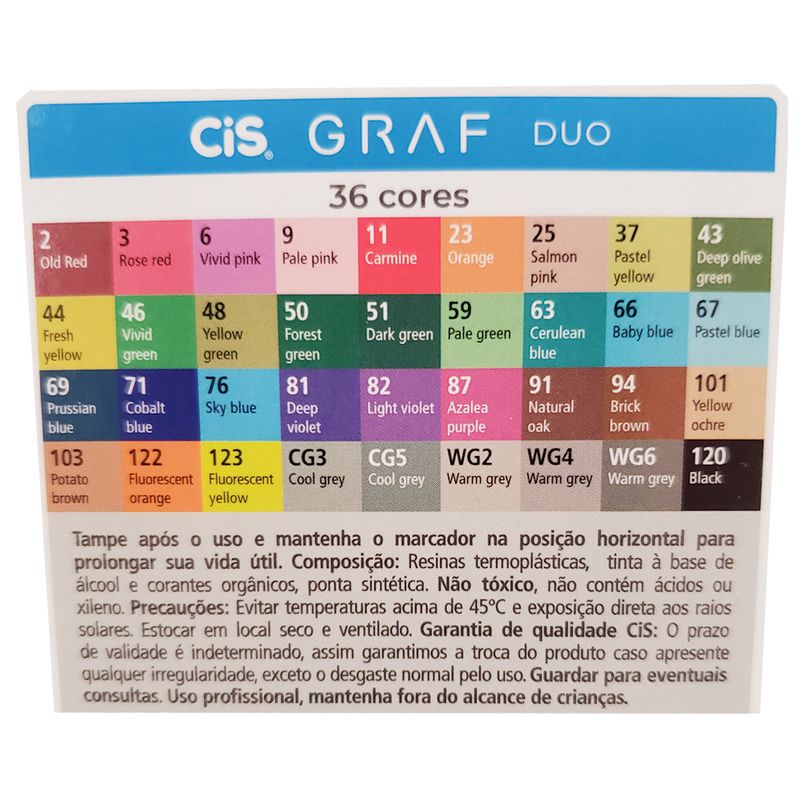 CiS® GRAF DUO
36 cores
2 3 6 9 11 23 25 37 43
Old Red Rose red Vivid pink Pale pink Carmine Orange Salmon pink Pastel yellow Deep olive green
44 46 48 50 51 59 63 66 67
Fresh yellow Vivid green Yellow green Forest green Dark green Pale green Cerulean blue Baby blue Pastel blue
69 71 76 81 82 87 91 94 101
Prussian blue Cobalt blue Sky blue Deep violet Light violet Azalea purple Natural oak Brick brown Yellow ochre
103 122 123 CG3 CG5 WG2 WG4 WG6 120
Potato brown Fluorescent orange Fluorescent yellow Cool grey Cool grey Warm grey Warm grey Warm grey Black
Tampe após o uso e mantenha o marcador na posição horizontal para
prolongar sua vida útil. Composição: Resinas termoplásticas, tinta à base de
álcool e corantes orgânicos, ponta sintética. Não tóxico, não contém ácidos ou
xileno. Precauções: Evitar temperaturas acima de 45ºC e exposição direta aos raios
solares. Estocar em local seco e ventilado. Garantia de qualidade CiS: O prazo
de validade é indeterminado, assim garantimos a troca do produto caso apresente
qualquer irregularidade, exceto o desgaste normal pelo uso. Guardar para eventuais
consultas. Uso profissional, mantenha fora do alcance de crianças.